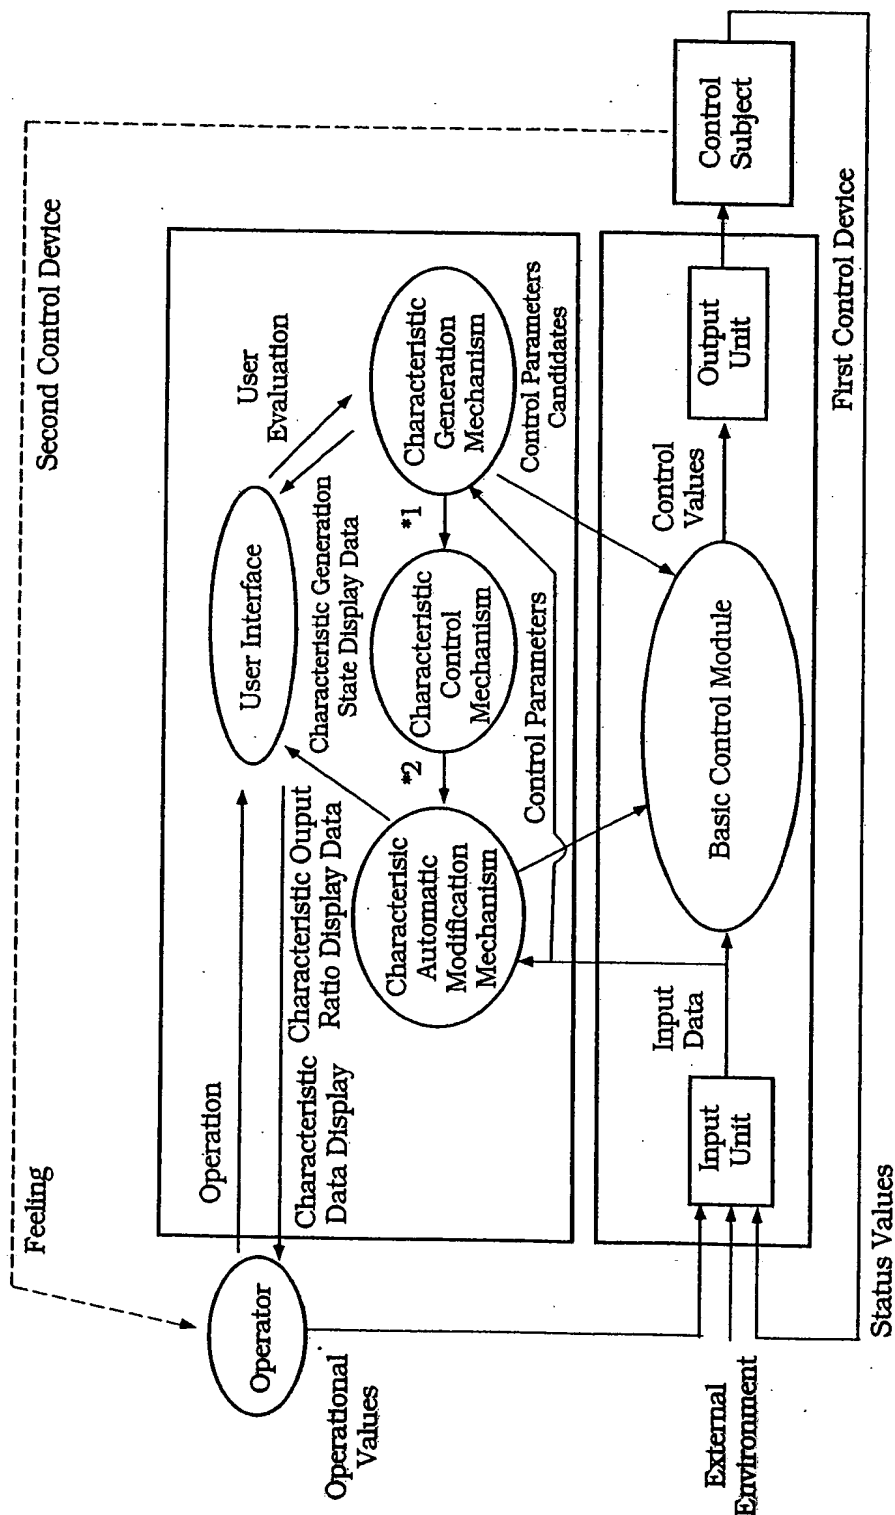 Second Control Device
Feeling
Operation
User
Evaluation
User Interface
Operator
Characteristic
Data Display
Characteristic Ouput
Ratio Display Data
Characteristic Generation
State Display Data
Operational
Values
Characterisic
Automatic
Modification
Mechanism
*2
Characteristic
Control
Mechanism
*1
Characteristic
Generation
Mechanism
Control Parameters
Control Parameters
Candidates
Input
Data
Control
Values
External
Environment
Input
Unit
Basic Control Module
Output
Unit
Control
Subject
Status Values
First Control Device